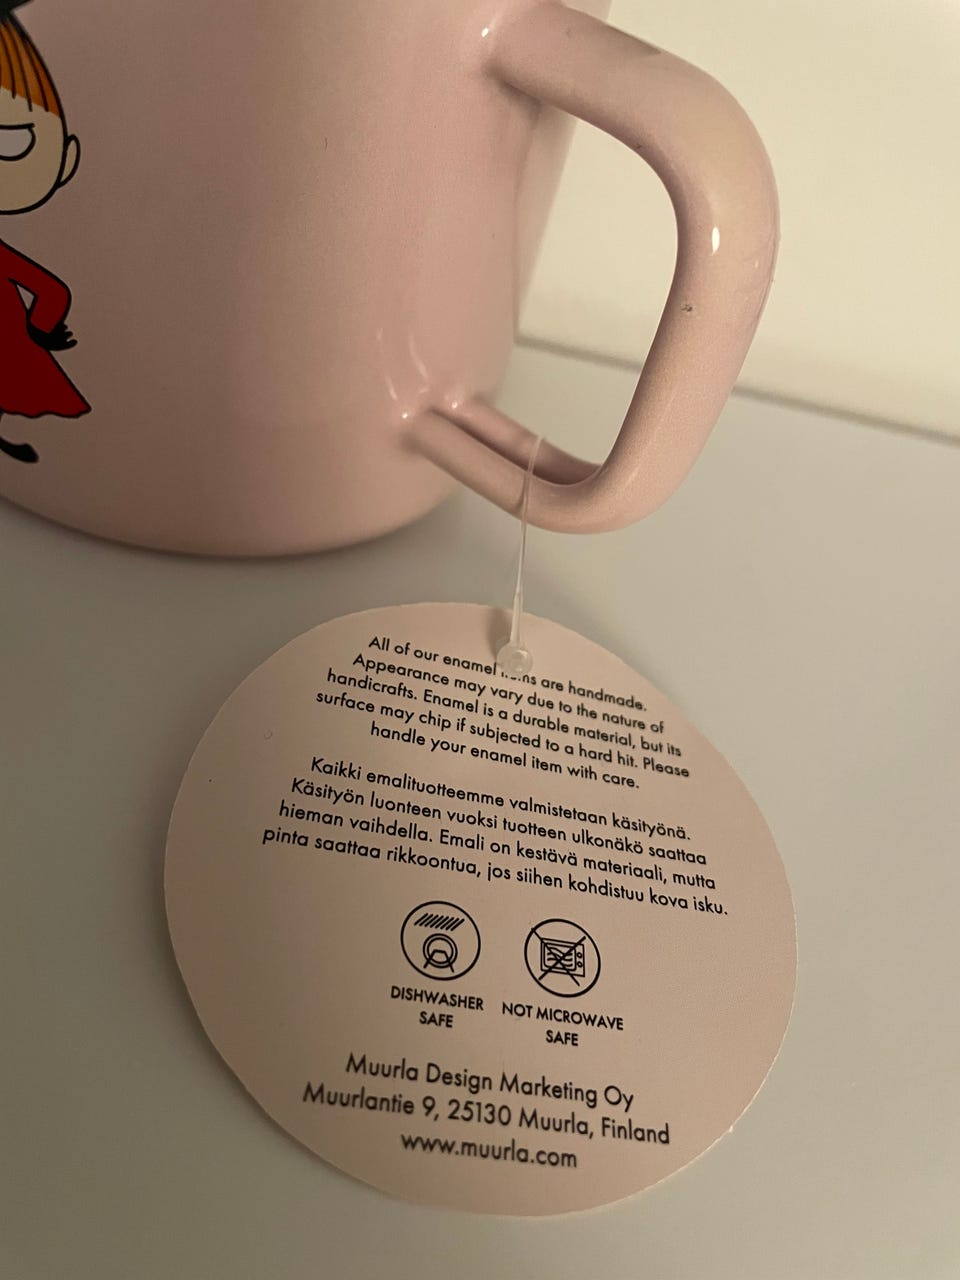 All of our enamel items are handmade.
Appearance may vary due to the nature of
handicrafts. Enamel is a durable material, but its
surface may chip if subjected to a hard hit. Please
handle your enamel item with care.
Kaikki emalituotteemme valmistetaan käsityönä.
Käsityön luonteen vuoksi tuotteen ulkonäkö saattaa
hieman vaihdella. Emali on kestävä materiaali, mutta
pinta saattaa rikkoontua, jos siihen kohdistuu kova isku.
DISHWASHER
SAFE
NOT MICROWAVE
SAFE
Muurla Design Marketing Oy
Muurlantie 9, 25130 Muurla, Finland
www.muurla.com